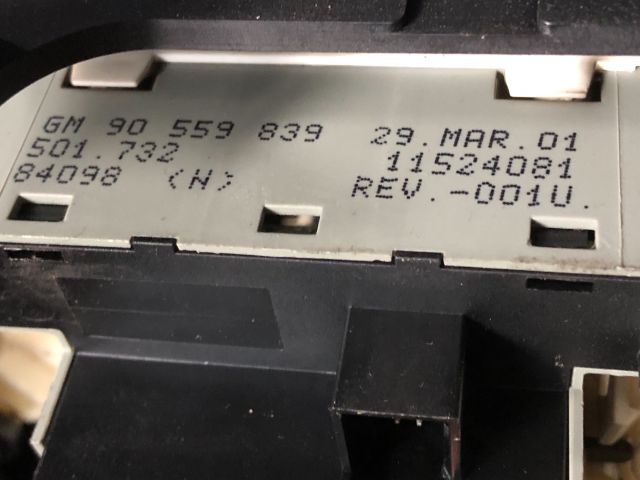 GM 90 559 839 29.MAR.01
501.732 11524081
84098 (N) REV.-001U.